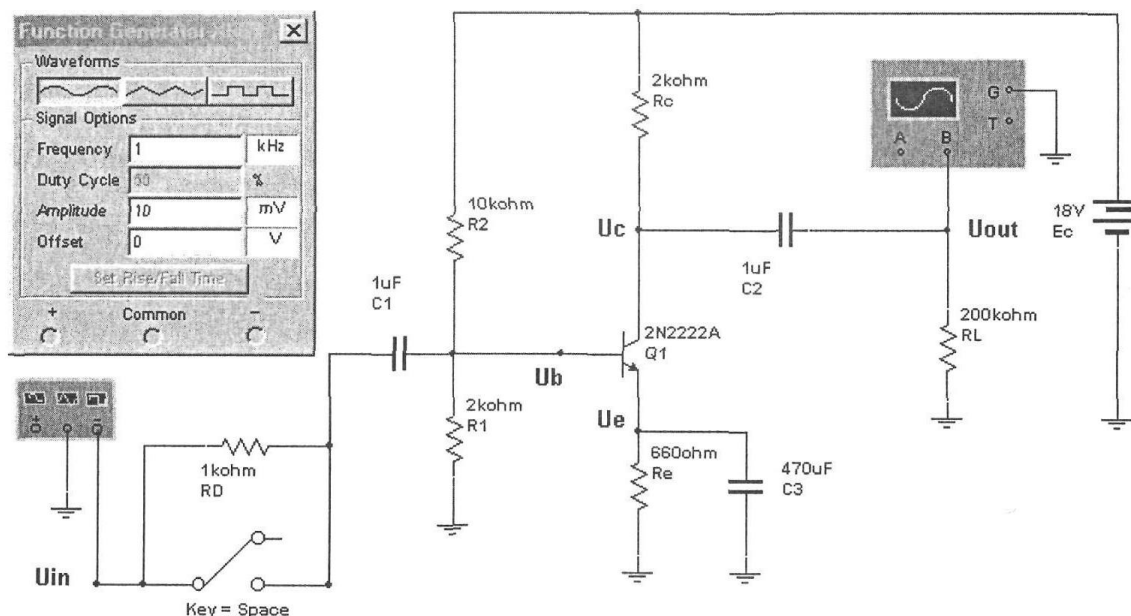 Function Generator
Waveforms
Signal Options
Frequency 1 kHz
Duty Cycle 50 %
Amplitude 10 mV
Offset 0 V
Set Rise/Fall Time
+ Common −
Uin
1kohm
RD
Key = Space
1uF
C1
10kohm
R2
2kohm
R1
Ub
2kohm
Rc
Uc
2N2222A
Q1
Ue
660ohm
Re
470uF
C3
1uF
C2
G
T
A B
Uout
200kohm
RL
18V
Ec